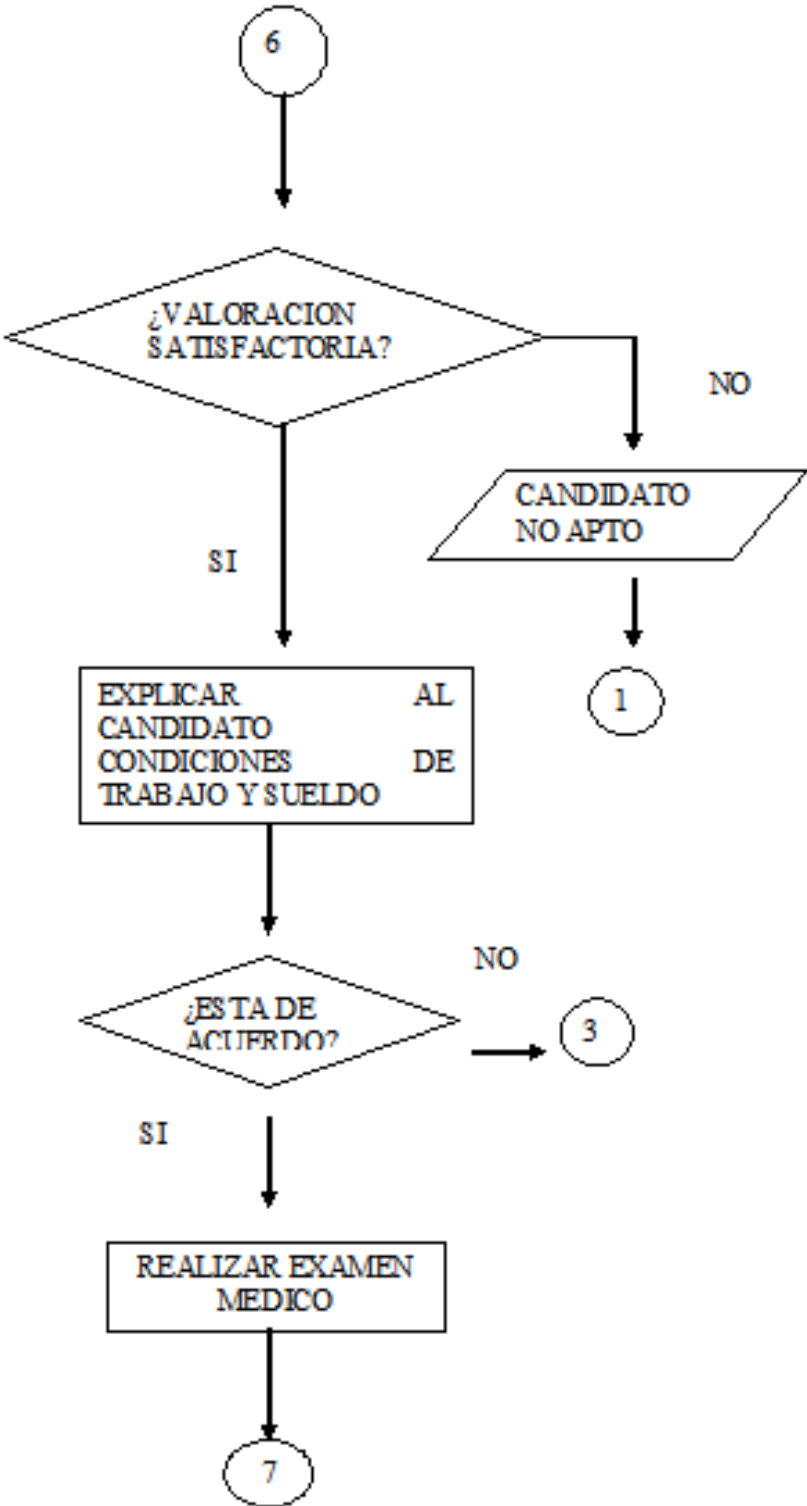 6
¿VALORACION
SATISFACTORIA?
NO
CANDIDATO
NO APTO
SI
1
EXPLICAR AL
CANDIDATO
CONDICIONES DE
TRABAJO Y SUELDO
NO
¿ESTA DE
ACUERDO?
3
SI
REALIZAR EXAMEN
MEDICO
7